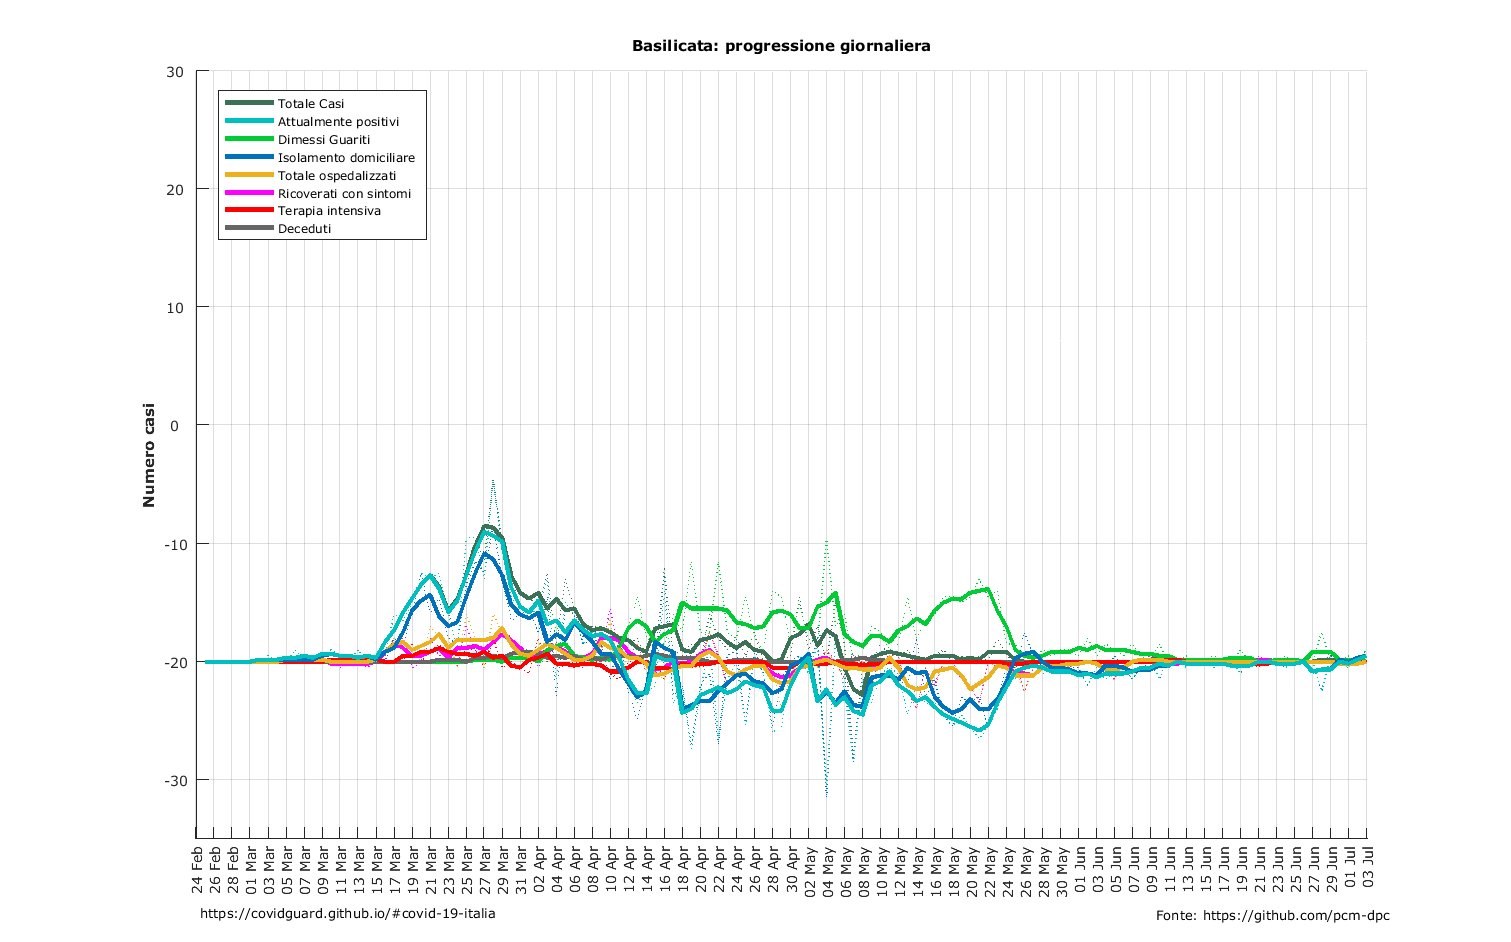 Basilicata: progressione giornaliera
30
20
10
0
-10
-20
-30
Numero casi
Totale Casi
Attualmente positivi
Dimessi Guariti
Isolamento domiciliare
Totale ospedalizzati
Ricoverati con sintomi
Terapia intensiva
Deceduti
24 Feb
26 Feb
28 Feb
01 Mar
03 Mar
05 Mar
07 Mar
09 Mar
11 Mar
13 Mar
15 Mar
17 Mar
19 Mar
21 Mar
23 Mar
25 Mar
27 Mar
29 Mar
31 Mar
02 Apr
04 Apr
06 Apr
08 Apr
10 Apr
12 Apr
14 Apr
16 Apr
18 Apr
20 Apr
22 Apr
24 Apr
26 Apr
28 Apr
30 Apr
02 May
04 May
06 May
08 May
10 May
12 May
14 May
16 May
18 May
20 May
22 May
24 May
26 May
28 May
30 May
01 Jun
03 Jun
05 Jun
07 Jun
09 Jun
11 Jun
13 Jun
15 Jun
17 Jun
19 Jun
21 Jun
23 Jun
25 Jun
27 Jun
29 Jun
01 Jul
03 Jul
https://covidguard.github.io/#covid-19-italia
Fonte: https://github.com/pcm-dpc